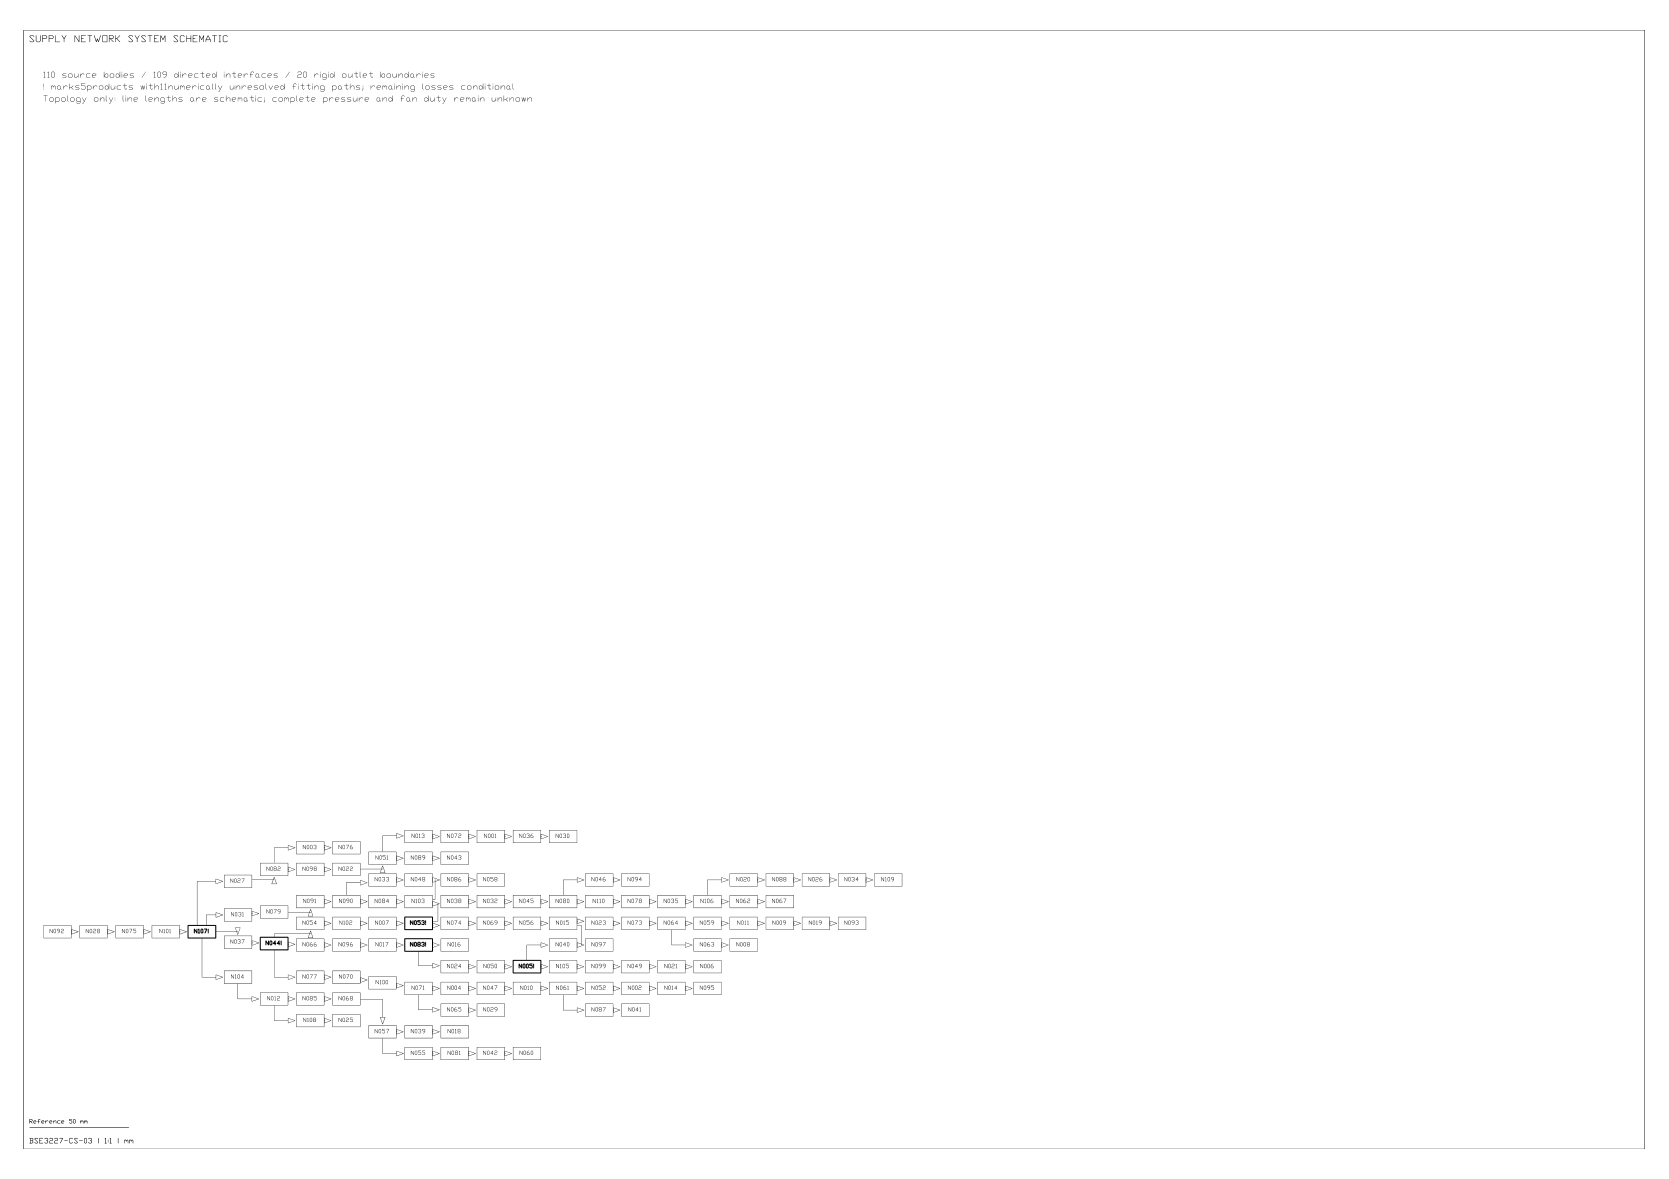 SUPPLY NETWORK SYSTEM SCHEMATIC
110 source bodies / 109 directed interfaces / 20 rigid outlet boundaries
! marks5products with11numerically unresolved fitting paths; remaining losses conditional
Topology only: line lengths are schematic; complete pressure and fan duty remain unknown
N013 N072 N001 N036 N030
N003 N076
N051 N089 N043
N082 N098 N022
N027
N033 N048 N086 N058 N046 N094 N020 N088 N026 N034 N109
N091 N090 N084 N103 N038 N032 N045 N080 N110 N078 N035 N106 N062 N067
N031 N079
N054 N102 N007 N053! N074 N069 N056 N015 N023 N073 N064 N059 N011 N009 N019 N093
N092 N028 N075 N101 N107!
N037 N044! N066 N096 N017 N083! N016 N040 N097 N063 N008
N024 N050 N005! N105 N099 N049 N021 N006
N104 N077 N070
N100
N071 N004 N047 N010 N061 N052 N002 N014 N095
N012 N085 N068
N065 N029 N087 N041
N108 N025
N057 N039 N018
N055 N081 N042 N060
Reference 50 mm
BSE3227-CS-03 | 1:1 | mm